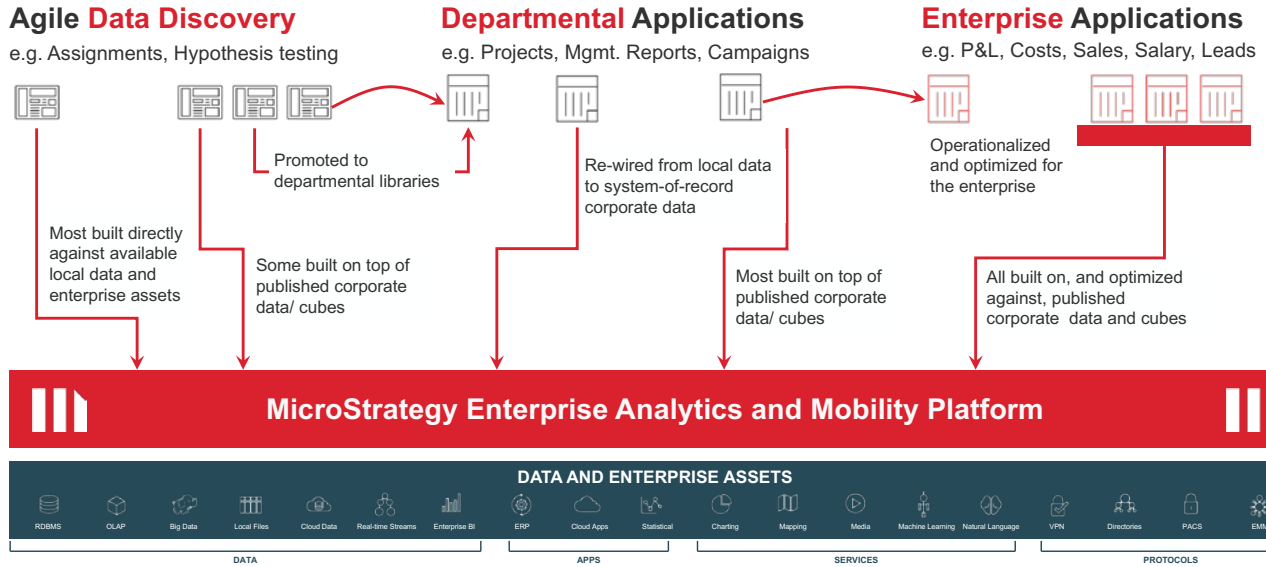 Agile Data Discovery
e.g. Assignments, Hypothesis testing
Departmental Applications
e.g. Projects, Mgmt. Reports, Campaigns
Enterprise Applications
e.g. P&L, Costs, Sales, Salary, Leads
Promoted to
departmental libraries
Re-wired from local data
to system-of-record
corporate data
Operationalized
and optimized for
the enterprise
Most built directly
against available
local data and
enterprise assets
Some built on top of
published corporate
data/ cubes
Most built on top of
published corporate
data/ cubes
All built on, and optimized
against, published
corporate data and cubes
MicroStrategy Enterprise Analytics and Mobility Platform
DATA AND ENTERPRISE ASSETS
RDBMS
OLAP
Big Data
Local Files
Cloud Data
Real-time Streams
Enterprise BI
ERP
Cloud Apps
Statistical
Charting
Mapping
Media
Machine Learning
Natural Language
VPN
Directories
PACS
EMM
DATA
APPS
SERVICES
PROTOCOLS